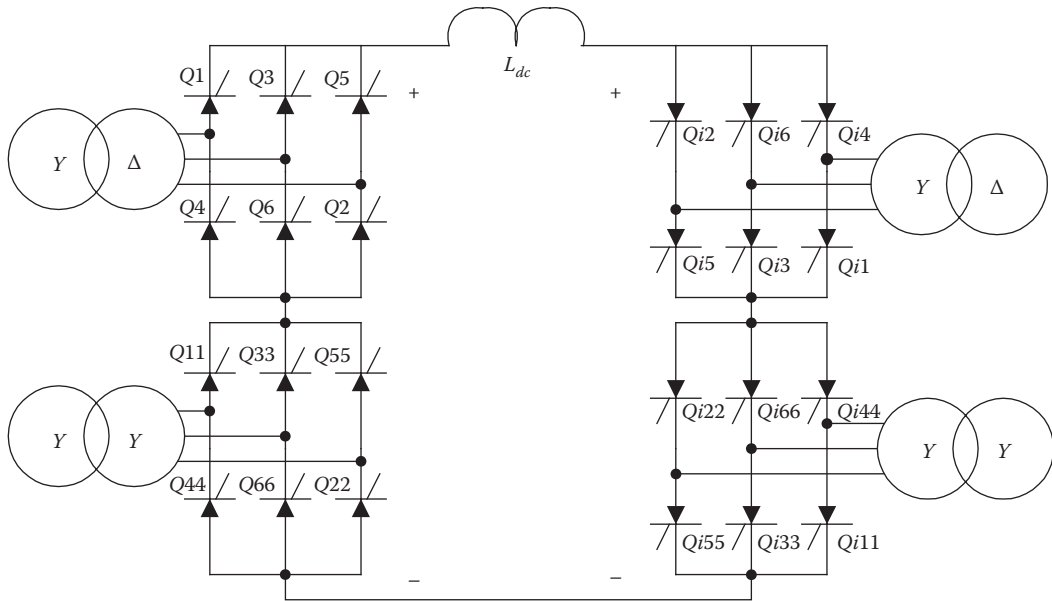 L_dc
Q1 Q3 Q5
+ +
Qi2 Qi6 Qi4
Y Δ
Y Δ
Q4 Q6 Q2
Qi5 Qi3 Qi1
Q11 Q33 Q55
Qi22 Qi66 Qi44
Y Y
Y Y
Q44 Q66 Q22
Qi55 Qi33 Qi11
− −